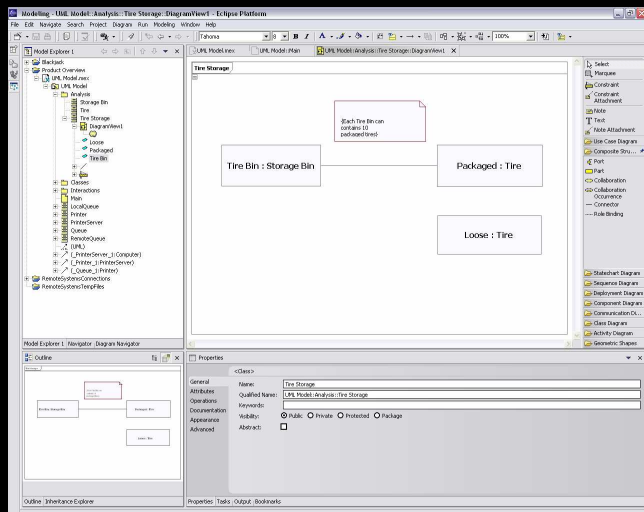 Modeling - UML Model::Analysis::Tire Storage::DiagramView1 - Eclipse Platform
File Edit Navigate Search Project Diagram Run Modeling Window Help
Tahoma 8 B I A 100%
Model Explorer 1
Blackjack
Product Overview
UML Model.mex
UML Model
Analysis
Storage Bin
Tire
Tire Storage
DiagramView1
Loose
Packaged
Tire Bin
Classes
Interactions
Main
LocalQueue
Printer
PrinterServer
Queue
RemoteQueue
(UML)
(_PrinterServer_1:Computer)
(_Printer_1:PrinterServer)
(_Queue_1:Printer)
RemoteSystemsConnections
RemoteSystemsTempFiles
Model Explorer 1 Navigator Diagram Navigator
UML Model.mex
UML Model::Main
UML Model::Analysis::Tire Storage::DiagramView1
Tire Storage
{Each Tire Bin can
contains 10
packaged tires}
Tire Bin : Storage Bin
Packaged : Tire
Loose : Tire
Select
Marquee
Constraint
Constraint
Attachment
Note
Text
Note Attachment
Use Case Diagram
Composite Stru...
Port
Part
Collaboration
Collaboration
Occurrence
Connector
Role Binding
Statechart Diagram
Sequence Diagram
Deployment Diagram
Component Diagram
Communication Di...
Class Diagram
Activity Diagram
Geometric Shapes
Outline
Outline Inheritance Explorer
Properties
<Class>
General
Attributes
Operations
Documentation
Appearance
Advanced
Name: Tire Storage
Qualified Name: UML Model::Analysis::Tire Storage
Keywords:
Visibility: Public Private Protected Package
Abstract:
Properties Tasks Output Bookmarks